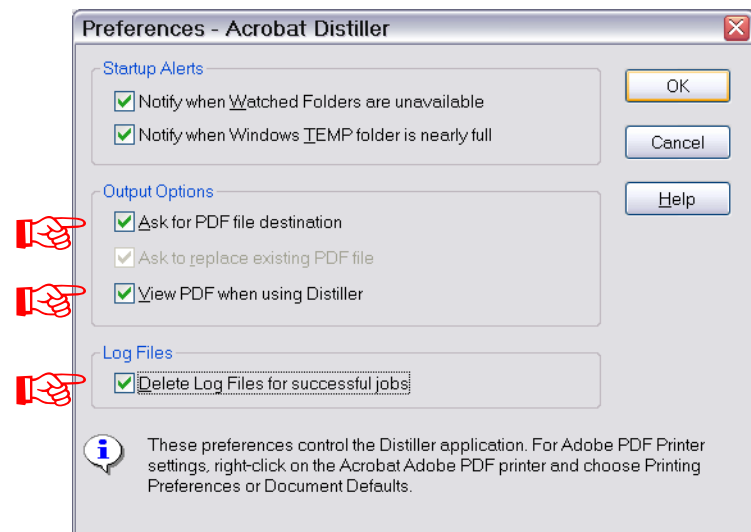 Preferences - Acrobat Distiller
Startup Alerts
Notify when Watched Folders are unavailable
Notify when Windows TEMP folder is nearly full
OK
Cancel
Help
Output Options
Ask for PDF file destination
Ask to replace existing PDF file
View PDF when using Distiller
Log Files
Delete Log Files for successful jobs
These preferences control the Distiller application. For Adobe PDF Printer
settings, right-click on the Acrobat Adobe PDF printer and choose Printing
Preferences or Document Defaults.